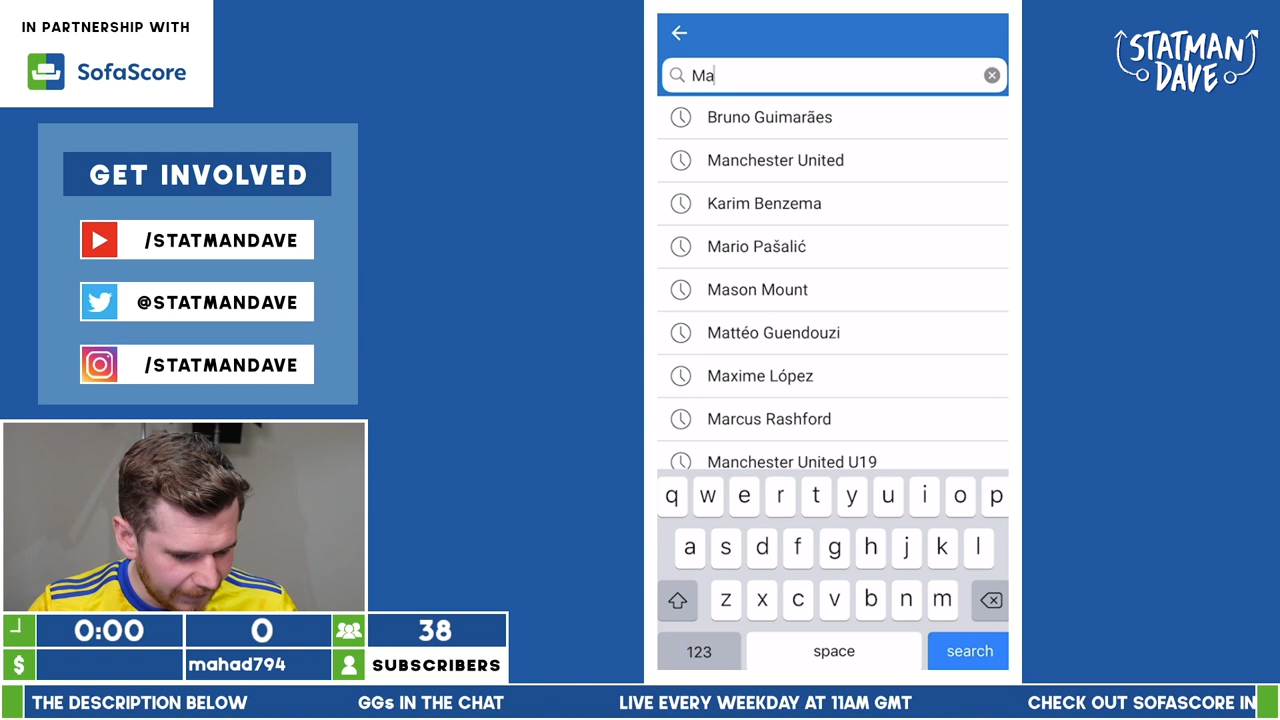 IN PARTNERSHIP WITH
SofaScore
GET INVOLVED
/STATMANDAVE
@STATMANDAVE
/STATMANDAVE
STATMAN
DAVE
Ma
Bruno Guimarães
Manchester United
Karim Benzema
Mario Pašalić
Mason Mount
Mattéo Guendouzi
Maxime López
Marcus Rashford
Manchester United U19
q w e r t y u i o p
a s d f g h j k l
z x c v b n m
123 space search
0:00 0 38
$ mahad794 SUBSCRIBERS
THE DESCRIPTION BELOW GGs IN THE CHAT LIVE EVERY WEEKDAY AT 11AM GMT CHECK OUT SOFASCORE IN